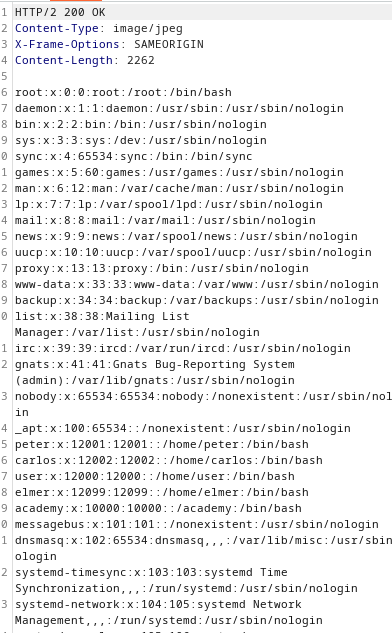 1 HTTP/2 200 OK
2 Content-Type: image/jpeg
3 X-Frame-Options: SAMEORIGIN
4 Content-Length: 2262
5
6 root:x:0:0:root:/root:/bin/bash
7 daemon:x:1:1:daemon:/usr/sbin:/usr/sbin/nologin
8 bin:x:2:2:bin:/bin:/usr/sbin/nologin
9 sys:x:3:3:sys:/dev:/usr/sbin/nologin
0 sync:x:4:65534:sync:/bin:/bin/sync
1 games:x:5:60:games:/usr/games:/usr/sbin/nologin
2 man:x:6:12:man:/var/cache/man:/usr/sbin/nologin
3 lp:x:7:7:lp:/var/spool/lpd:/usr/sbin/nologin
4 mail:x:8:8:mail:/var/mail:/usr/sbin/nologin
5 news:x:9:9:news:/var/spool/news:/usr/sbin/nologin
6 uucp:x:10:10:uucp:/var/spool/uucp:/usr/sbin/nologin
7 proxy:x:13:13:proxy:/bin:/usr/sbin/nologin
8 www-data:x:33:33:www-data:/var/www:/usr/sbin/nologin
9 backup:x:34:34:backup:/var/backups:/usr/sbin/nologin
0 list:x:38:38:Mailing List
Manager:/var/list:/usr/sbin/nologin
1 irc:x:39:39:ircd:/var/run/ircd:/usr/sbin/nologin
2 gnats:x:41:41:Gnats Bug-Reporting System
(admin):/var/lib/gnats:/usr/sbin/nologin
3 nobody:x:65534:65534:nobody:/nonexistent:/usr/sbin/nol
in
4 _apt:x:100:65534::/nonexistent:/usr/sbin/nologin
5 peter:x:12001:12001::/home/peter:/bin/bash
6 carlos:x:12002:12002::/home/carlos:/bin/bash
7 user:x:12000:12000::/home/user:/bin/bash
8 elmer:x:12099:12099::/home/elmer:/bin/bash
9 academy:x:10000:10000::/academy:/bin/bash
0 messagebus:x:101:101::/nonexistent:/usr/sbin/nologin
1 dnsmasq:x:102:65534:dnsmasq,,,:/var/lib/misc:/usr/sbin
ologin
2 systemd-timesync:x:103:103:systemd Time
Synchronization,,,:/run/systemd:/usr/sbin/nologin
3 systemd-network:x:104:105:systemd Network
Management,,,:/run/systemd:/usr/sbin/nologin